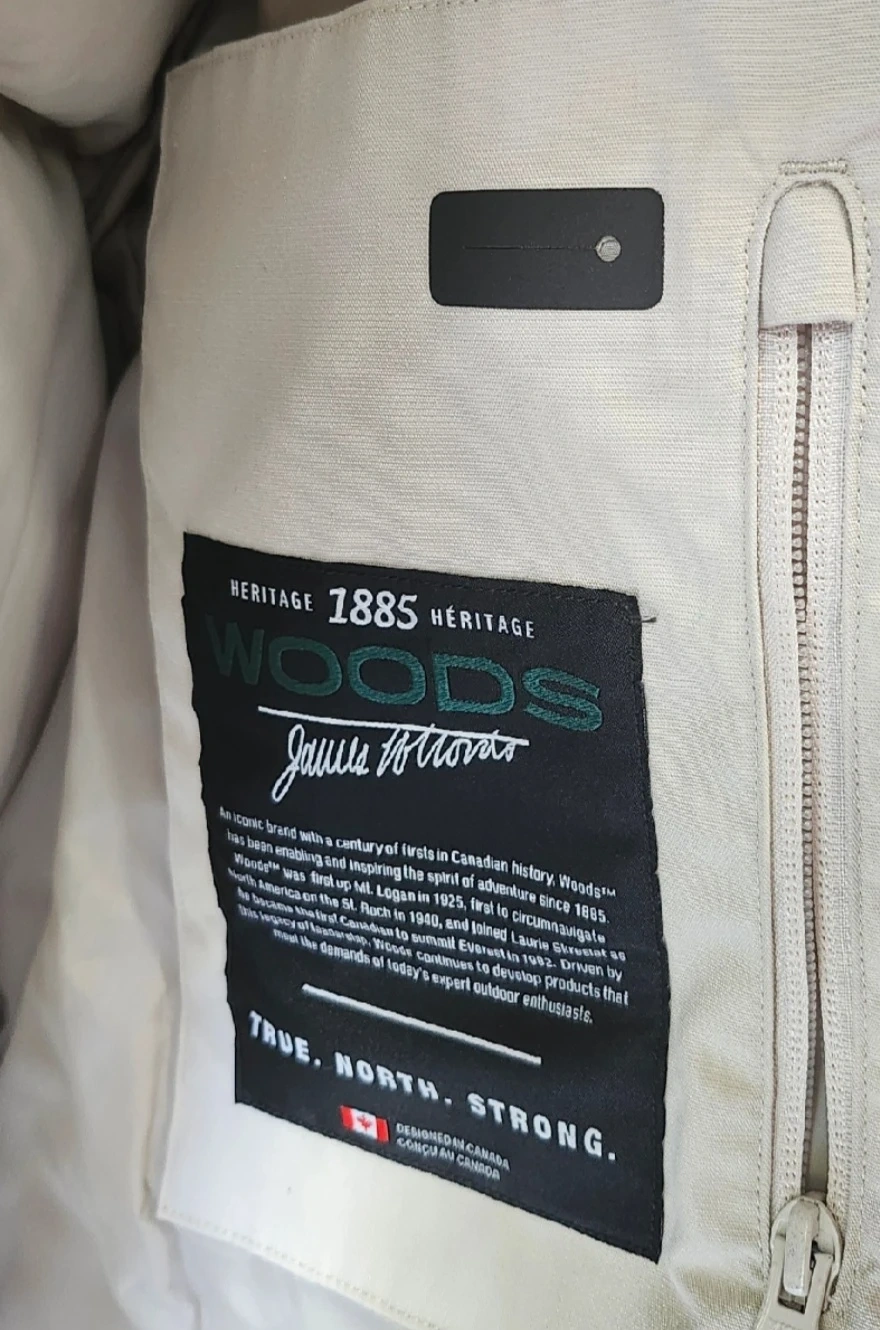 HERITAGE 1885 HÉRITAGE
WOODS
James W Woods
An iconic brand with a century of firsts in Canadian history, Woods™
has been enabling and inspiring the spirit of adventure since 1885.
Woods™ was first up Mt. Logan in 1925, first to circumnavigate
North America on the St. Roch in 1940, and joined Laurie Skreslet as
he became the first Canadian to summit Everest in 1982. Driven by
this legacy of leadership, Woods continues to develop products that
meet the demands of today's expert outdoor enthusiasts.
TRUE. NORTH. STRONG.
DESIGNED IN CANADA
CONÇU AU CANADA